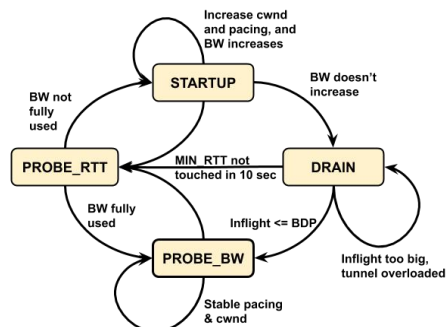 Increase cwnd
and pacing, and
BW increases
STARTUP
BW doesn't
increase
BW not
fully
used
PROBE_RTT
MIN_RTT not
touched in 10 sec
DRAIN
BW fully
used
Inflight <= BDP
PROBE_BW
Inflight too big,
tunnel overloaded
Stable pacing
& cwnd